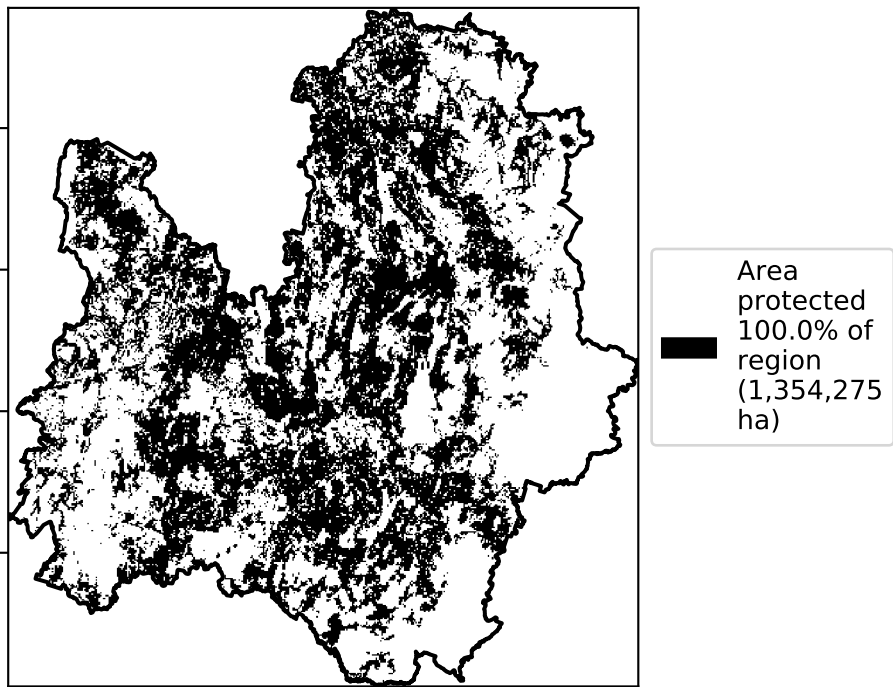 Area
protected
100.0% of
region
(1,354,275
ha)